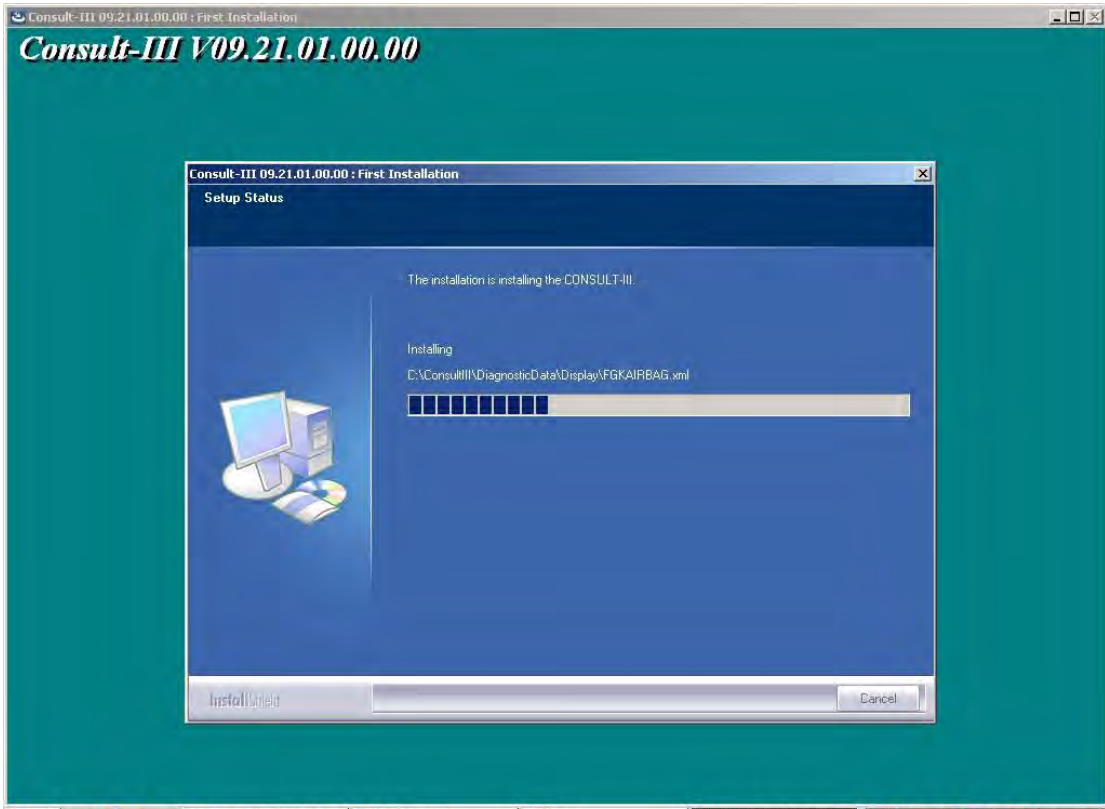 Consult-III 09.21.01.00.00 : First Installation
Consult-III V09.21.01.00.00
Consult-III 09.21.01.00.00 : First Installation
Setup Status
The installation is installing the CONSULT-III.
Installing
C:\ConsultIII\DiagnosticData\Display\FGKAIRBAG.xml
InstallShield
Cancel